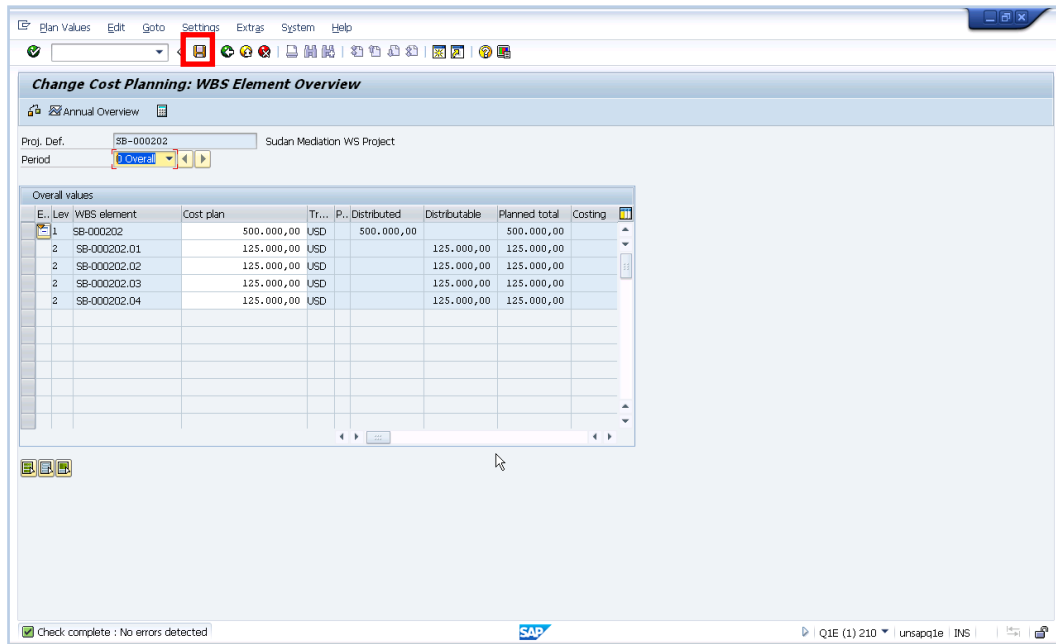 Plan Values Edit Goto Settings Extras System Help
Change Cost Planning: WBS Element Overview
Annual Overview
Proj. Def. SB-000202 Sudan Mediation WS Project
Period 0 Overal
Overall values
E.. Lev WBS element Cost plan Tr... P.. Distributed Distributable Planned total Costing
1 SB-000202 500.000,00 USD 500.000,00 500.000,00
2 SB-000202.01 125.000,00 USD 125.000,00 125.000,00
2 SB-000202.02 125.000,00 USD 125.000,00 125.000,00
2 SB-000202.03 125.000,00 USD 125.000,00 125.000,00
2 SB-000202.04 125.000,00 USD 125.000,00 125.000,00
Check complete : No errors detected SAP Q1E (1) 210 unsapq1e INS